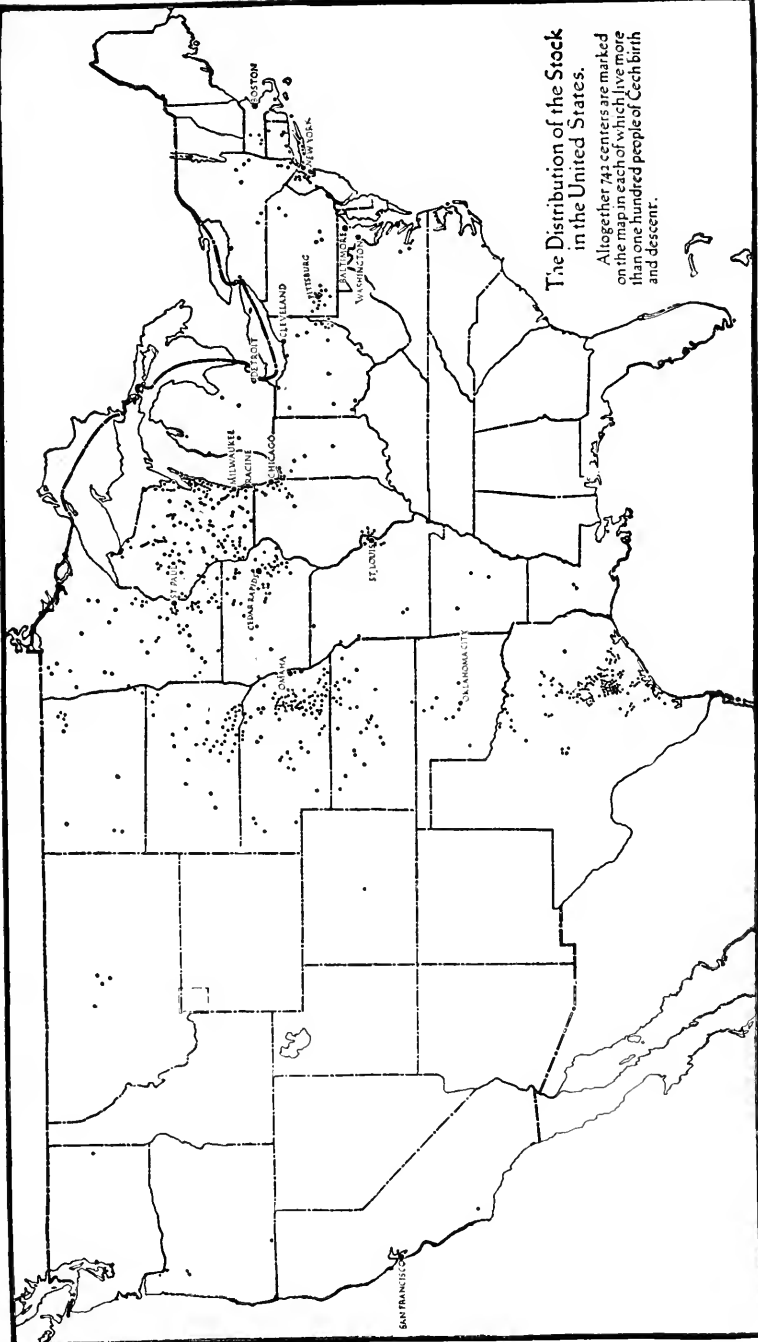 The Distribution of the Stock
in the United States.
Altogether 742 centers are marked
on the map in each of which live more
than one hundred people of Čech birth
and descent.
BOSTON
NEW YORK
PITTSBURG
BALTIMORE
WASHINGTON
CLEVELAND
DETROIT
MILWAUKEE
RACINE
CHICAGO
ST. PAUL
CEDAR RAPIDS
ST. LOUIS
OMAHA
OKLAHOMA CITY
SAN FRANCISCO